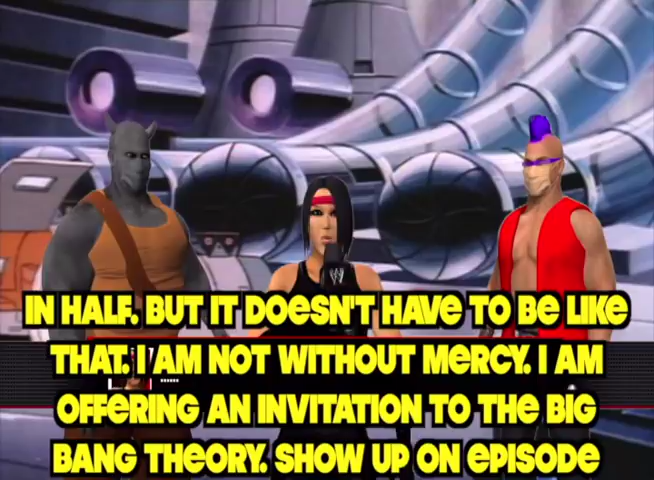 IN HALF. BUT IT DOESN'T HAVE TO BE LIKE
THAT. I AM NOT WITHOUT MERCY. I AM
OFFERING AN INVITATION TO THE BIG
BANG THEORY. SHOW UP ON EPISODE